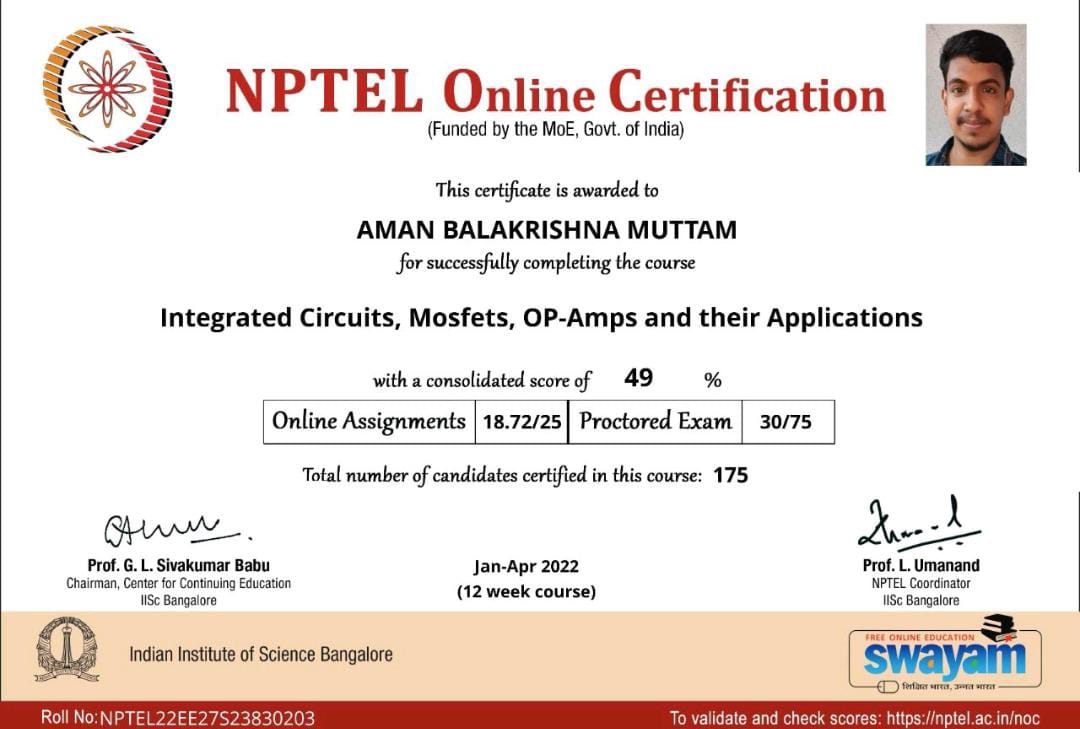 NPTEL Online Certification
(Funded by the MoE, Govt. of India)
This certificate is awarded to
AMAN BALAKRISHNA MUTTAM
for successfully completing the course
Integrated Circuits, Mosfets, OP-Amps and their Applications
with a consolidated score of 49 %
Online Assignments 18.72/25 Proctored Exam 30/75
Total number of candidates certified in this course: 175
Prof. G. L. Sivakumar Babu
Chairman, Center for Continuing Education
IISc Bangalore
Jan-Apr 2022
(12 week course)
Prof. L. Umanand
NPTEL Coordinator
IISc Bangalore
Indian Institute of Science Bangalore
FREE ONLINE EDUCATION
swayam
शिक्षित भारत, उन्नत भारत
Roll No: NPTEL22EE27S23830203
To validate and check scores: https://nptel.ac.in/noc